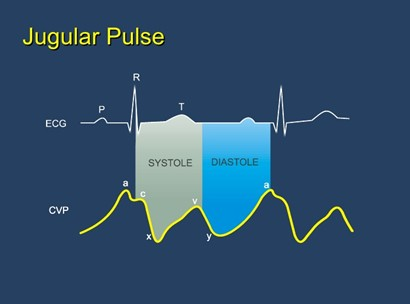 Jugular Pulse
R
P
T
ECG
SYSTOLE
DIASTOLE
a
c
v
a
CVP
x
y